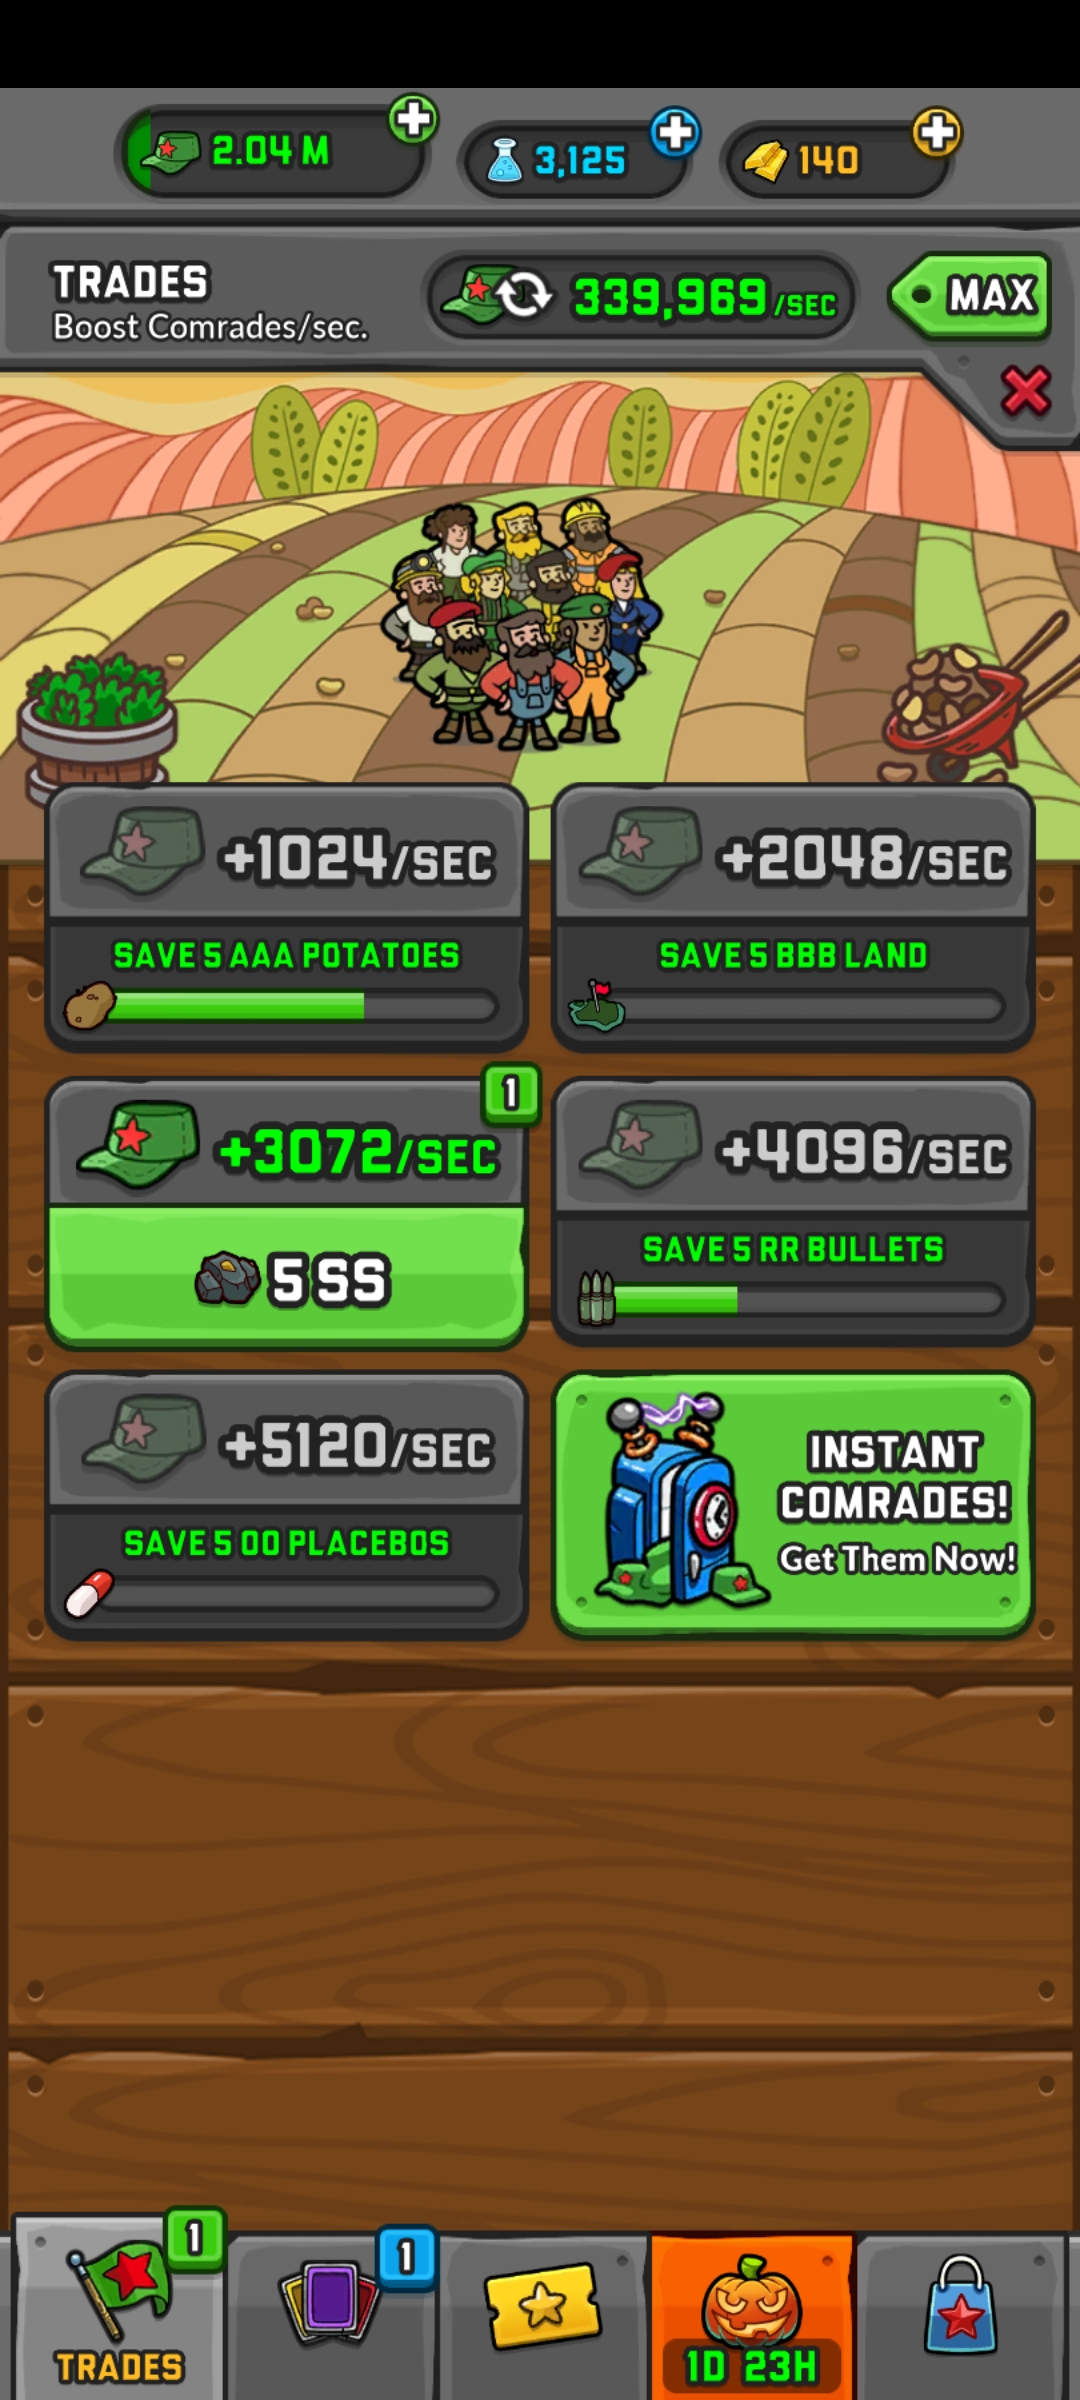 2.04 M
3,125
140
TRADES
Boost Comrades/sec.
339,969/SEC
MAX
+1024/SEC
SAVE 5 AAA POTATOES
+2048/SEC
SAVE 5 BBB LAND
1
+3072/SEC
5 SS
+4096/SEC
SAVE 5 RR BULLETS
+5120/SEC
SAVE 5 OO PLACEBOS
INSTANT
COMRADES!
Get Them Now!
1
1
TRADES
1D 23H